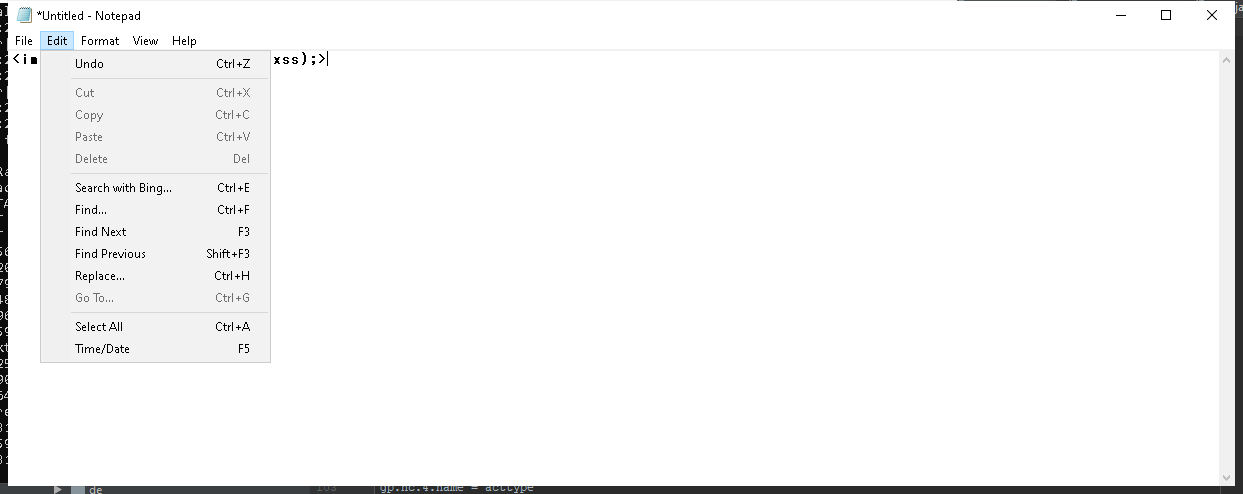 *Untitled - Notepad
File Edit Format View Help
<im xss);>
Undo Ctrl+Z
Cut Ctrl+X
Copy Ctrl+C
Paste Ctrl+V
Delete Del
Search with Bing... Ctrl+E
Find... Ctrl+F
Find Next F3
Find Previous Shift+F3
Replace... Ctrl+H
Go To... Ctrl+G
Select All Ctrl+A
Time/Date F5
de
gp.nc.4.name = acttype